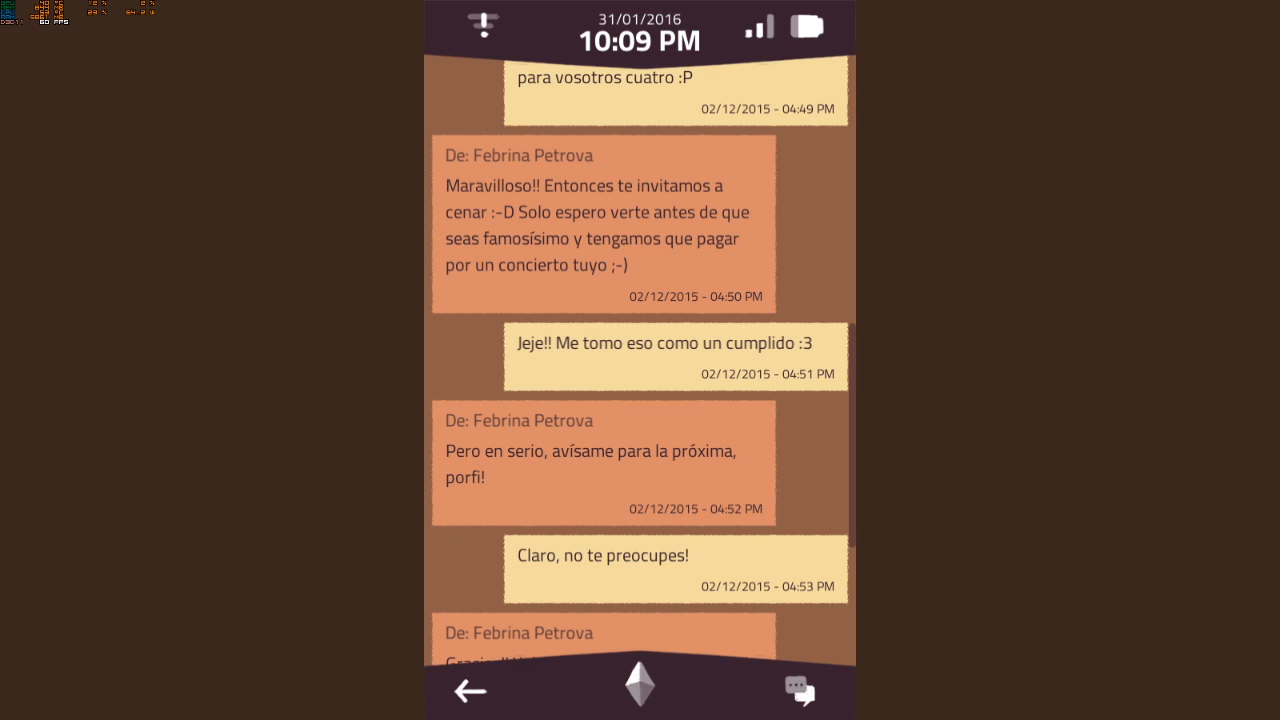 31/01/2016
10:09 PM
para vosotros cuatro :P
02/12/2015 - 04:49 PM
De: Febrina Petrova
Maravilloso!! Entonces te invitamos a
cenar :-D Solo espero verte antes de que
seas famosísimo y tengamos que pagar
por un concierto tuyo ;-)
02/12/2015 - 04:50 PM
Jeje!! Me tomo eso como un cumplido :3
02/12/2015 - 04:51 PM
De: Febrina Petrova
Pero en serio, avísame para la próxima,
porfi!
02/12/2015 - 04:52 PM
Claro, no te preocupes!
02/12/2015 - 04:53 PM
De: Febrina Petrova